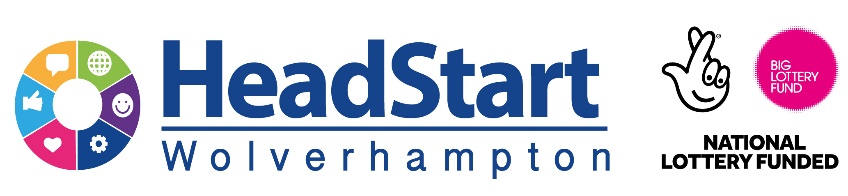 HeadStart
Wolverhampton
BIG
LOTTERY
FUND
NATIONAL
LOTTERY FUNDED